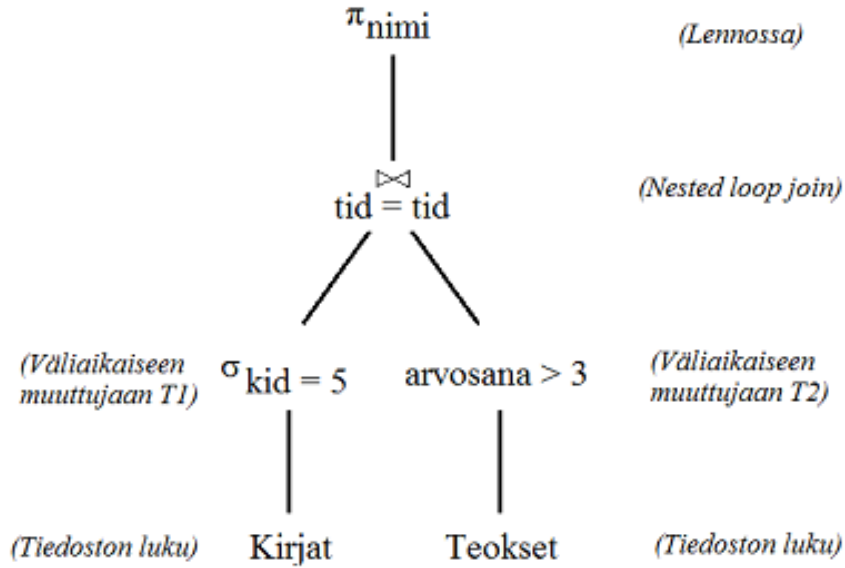 π nimi (Lennossa)
⋈
tid = tid (Nested loop join)
(Väliaikaiseen muuttujaan T1) σ kid = 5 arvosana > 3 (Väliaikaiseen muuttujaan T2)
(Tiedoston luku) Kirjat Teokset (Tiedoston luku)